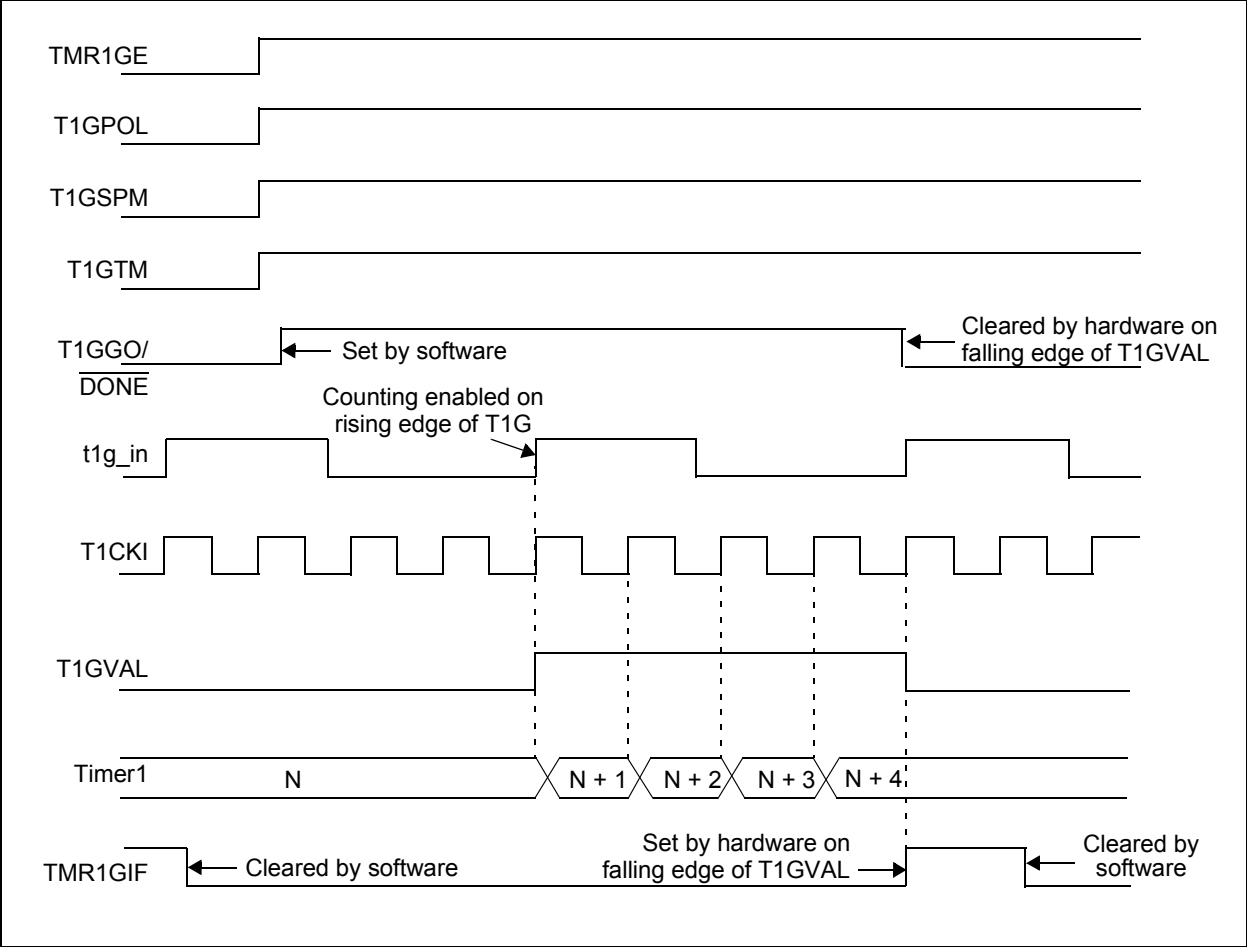 TMR1GE
T1GPOL
T1GSPM
T1GTM
T1GGO/
DONE
Set by software
Cleared by hardware on
falling edge of T1GVAL
Counting enabled on
rising edge of T1G
t1g_in
T1CKI
T1GVAL
Timer1
N
N + 1
N + 2
N + 3
N + 4
TMR1GIF
Cleared by software
Set by hardware on
falling edge of T1GVAL
Cleared by
software